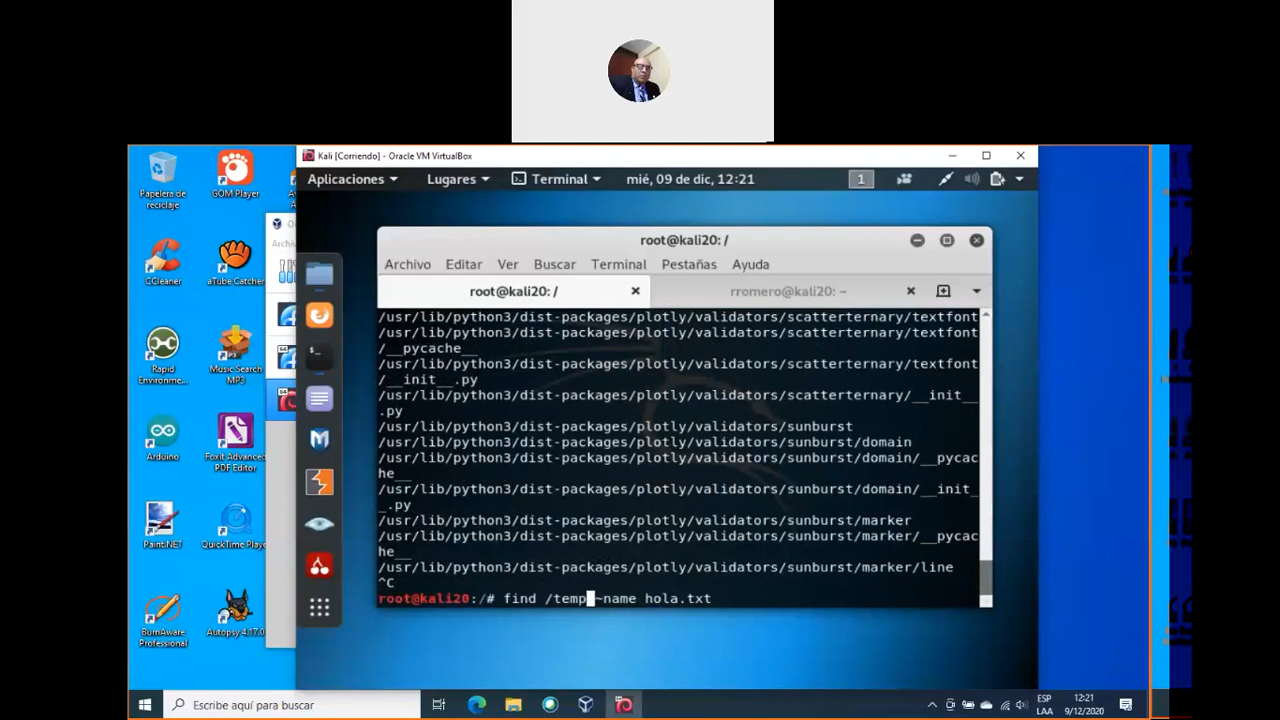 Kali [Corriendo] - Oracle VM VirtualBox
Aplicaciones
Lugares
Terminal
mié, 09 de dic, 12:21
1
root@kali20: /
Archivo Editar Ver Buscar Terminal Pestañas Ayuda
root@kali20: /
rromero@kali20: ~
/usr/lib/python3/dist-packages/plotly/validators/scatterternary/textfont
/usr/lib/python3/dist-packages/plotly/validators/scatterternary/textfont
/__pycache__
/usr/lib/python3/dist-packages/plotly/validators/scatterternary/textfont
/__init__.py
/usr/lib/python3/dist-packages/plotly/validators/scatterternary/__init__
.py
/usr/lib/python3/dist-packages/plotly/validators/sunburst
/usr/lib/python3/dist-packages/plotly/validators/sunburst/domain
/usr/lib/python3/dist-packages/plotly/validators/sunburst/domain/__pycac
he__
/usr/lib/python3/dist-packages/plotly/validators/sunburst/domain/__init_
_.py
/usr/lib/python3/dist-packages/plotly/validators/sunburst/marker
/usr/lib/python3/dist-packages/plotly/validators/sunburst/marker/__pycac
he__
/usr/lib/python3/dist-packages/plotly/validators/sunburst/marker/line
^C
root@kali20:/# find /temp ~name hola.txt
Papelera de
reciclaje
GOM Player
CCleaner
aTube Catcher
Rapid
Environme...
Music Search
MP3
Arduino
Foxit Advanced
PDF Editor
Paint.NET
QuickTime Player
BurnAware
Professional
Autopsy 4.17.0
Escribe aquí para buscar
ESP
LAA
12:21
9/12/2020